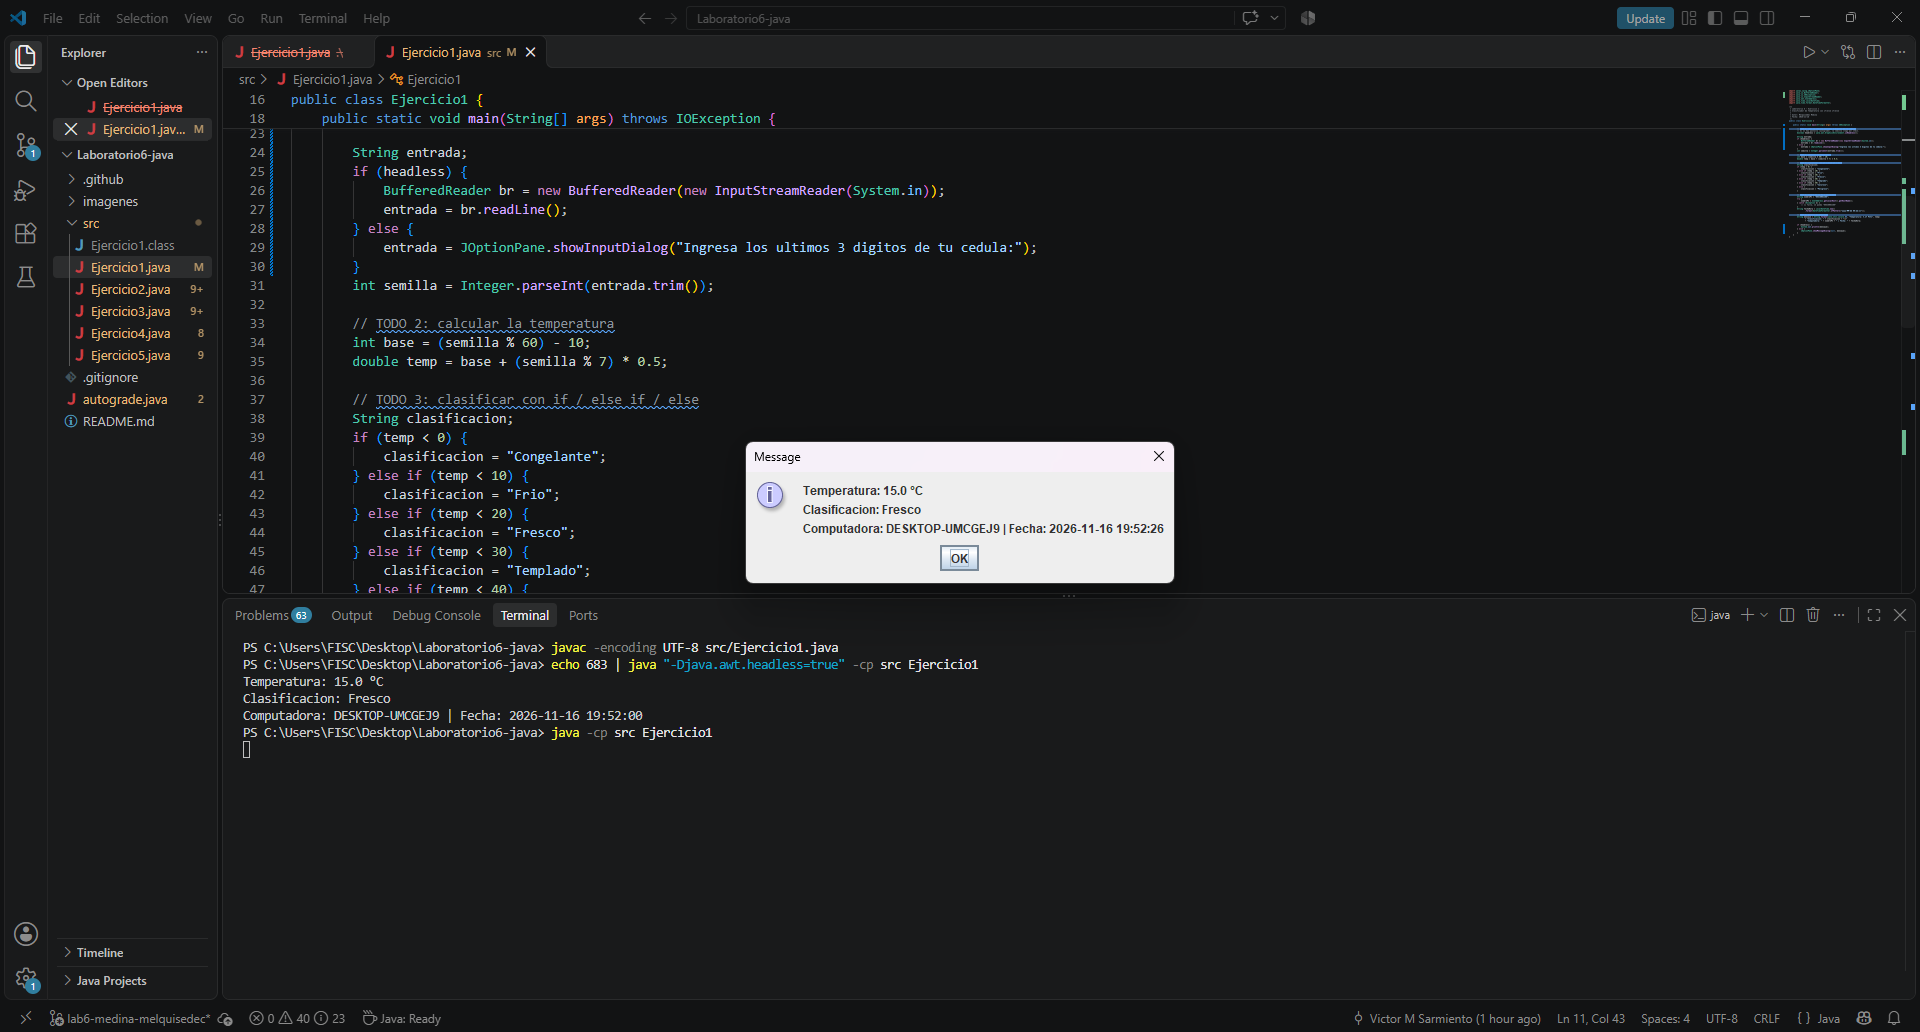 File Edit Selection View Go Run Terminal Help
Laboratorio6-java
Update
Explorer
Open Editors
Ejercicio1.java
Ejercicio1.jav... M
Laboratorio6-java
.github
imagenes
src
Ejercicio1.class
Ejercicio1.java M
Ejercicio2.java 9+
Ejercicio3.java 9+
Ejercicio4.java 8
Ejercicio5.java 9
.gitignore
autograde.java 2
README.md
Timeline
Java Projects
1
1
Ejercicio1.java
Ejercicio1.java src M
src > Ejercicio1.java > Ejercicio1
16 public class Ejercicio1 {
18 public static void main(String[] args) throws IOException {
23
24 String entrada;
25 if (headless) {
26 BufferedReader br = new BufferedReader(new InputStreamReader(System.in));
27 entrada = br.readLine();
28 } else {
29 entrada = JOptionPane.showInputDialog("Ingresa los ultimos 3 digitos de tu cedula:");
30 }
31 int semilla = Integer.parseInt(entrada.trim());
32
33 // TODO 2: calcular la temperatura
34 int base = (semilla % 60) - 10;
35 double temp = base + (semilla % 7) * 0.5;
36
37 // TODO 3: clasificar con if / else if / else
38 String clasificacion;
39 if (temp < 0) {
40 clasificacion = "Congelante";
41 } else if (temp < 10) {
42 clasificacion = "Frio";
43 } else if (temp < 20) {
44 clasificacion = "Fresco";
45 } else if (temp < 30) {
46 clasificacion = "Templado";
47 } else if (temp < 40) {
Message
Temperatura: 15.0 °C
Clasificacion: Fresco
Computadora: DESKTOP-UMCGEJ9 | Fecha: 2026-11-16 19:52:26
OK
Problems 63 Output Debug Console Terminal Ports
java
PS C:\Users\FISC\Desktop\Laboratorio6-java> javac -encoding UTF-8 src/Ejercicio1.java
PS C:\Users\FISC\Desktop\Laboratorio6-java> echo 683 | java "-Djava.awt.headless=true" -cp src Ejercicio1
Temperatura: 15.0 °C
Clasificacion: Fresco
Computadora: DESKTOP-UMCGEJ9 | Fecha: 2026-11-16 19:52:00
PS C:\Users\FISC\Desktop\Laboratorio6-java> java -cp src Ejercicio1
lab6-medina-melquisedec* 0 40 23 Java: Ready
Victor M Sarmiento (1 hour ago) Ln 11, Col 43 Spaces: 4 UTF-8 CRLF {} Java